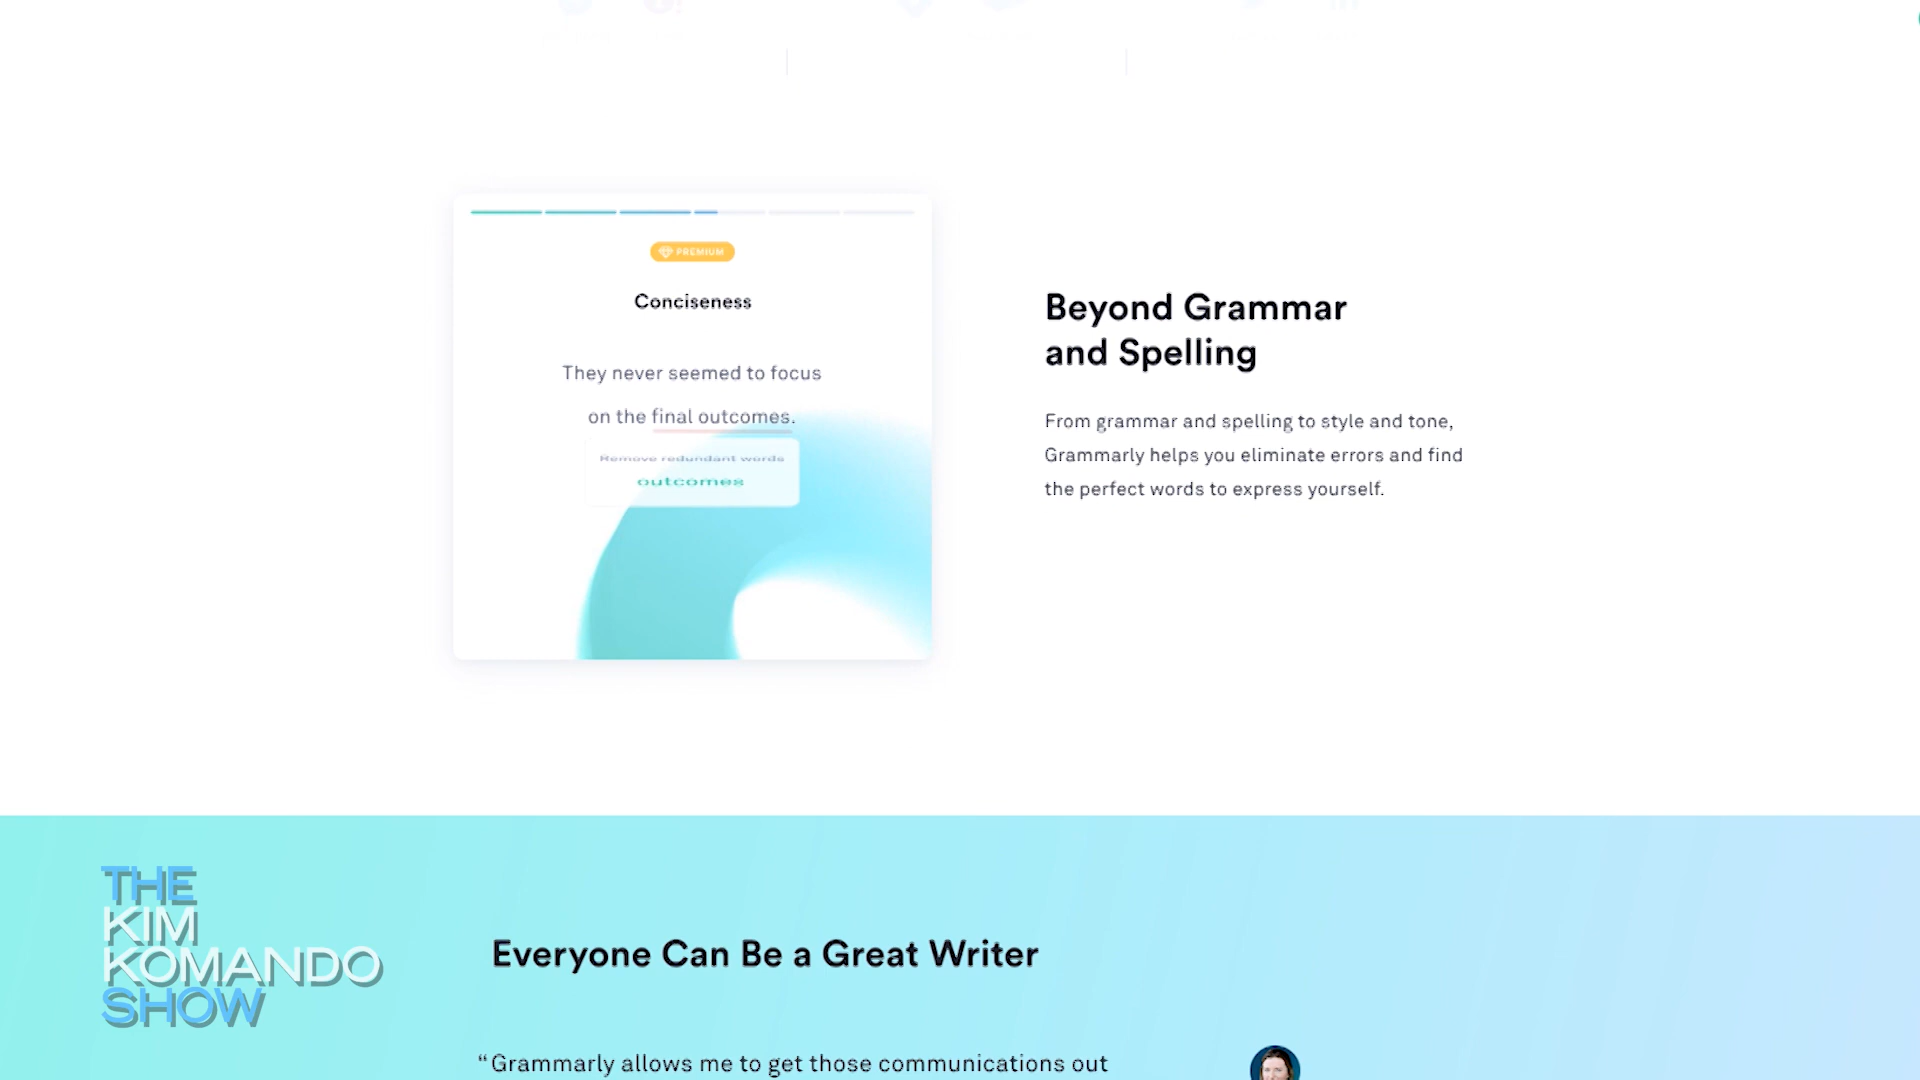 PREMIUM
Conciseness
They never seemed to focus
on the final outcomes.
Remove redundant words
outcomes
Beyond Grammar
and Spelling
From grammar and spelling to style and tone,
Grammarly helps you eliminate errors and find
the perfect words to express yourself.
THE
KIM
KOMANDO
SHOW
Everyone Can Be a Great Writer
“Grammarly allows me to get those communications out